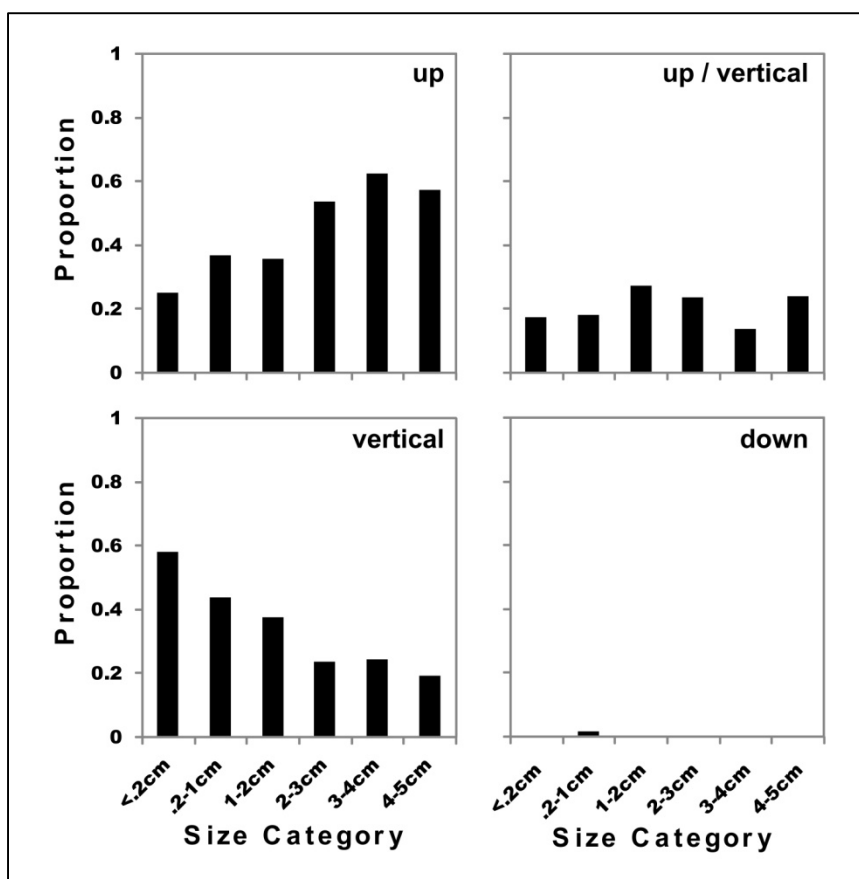 up
up / vertical
Proportion
1
0.8
0.6
0.4
0.2
0
vertical
down
Proportion
1
0.8
0.6
0.4
0.2
0
<.2cm
.2-1cm
1-2cm
2-3cm
3-4cm
4-5cm
<.2cm
.2-1cm
1-2cm
2-3cm
3-4cm
4-5cm
Size Category
Size Category